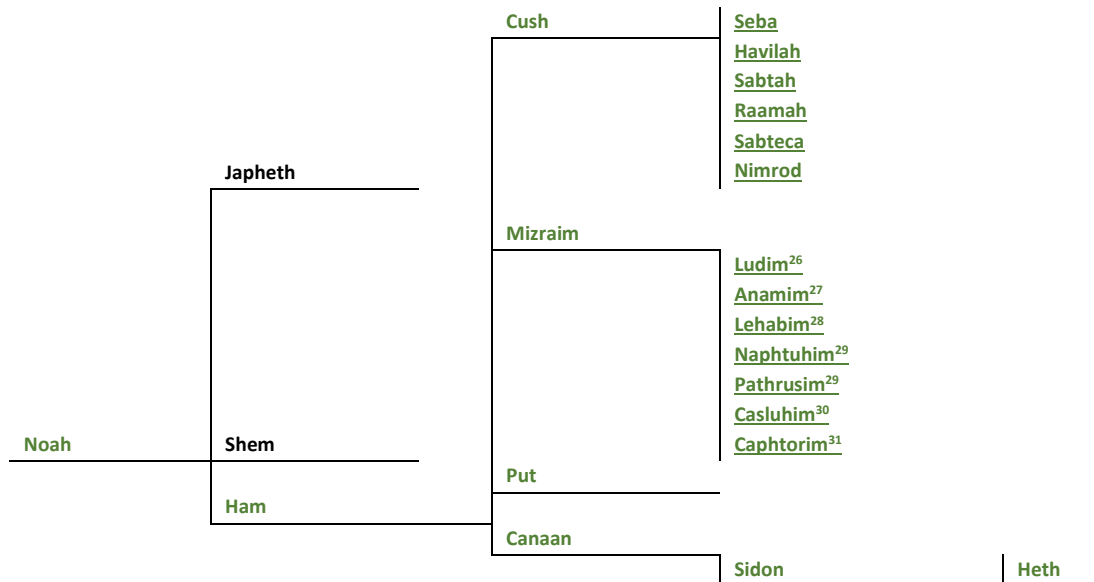 Cush
Seba
Havilah
Sabtah
Raamah
Sabteca
Japheth
Nimrod
Mizraim
Ludim²⁶
Anamim²⁷
Lehabim²⁸
Naphtuhim²⁹
Pathrusim²⁹
Casluhim³⁰
Noah
Shem
Caphtorim³¹
Put
Ham
Canaan
Sidon
Heth